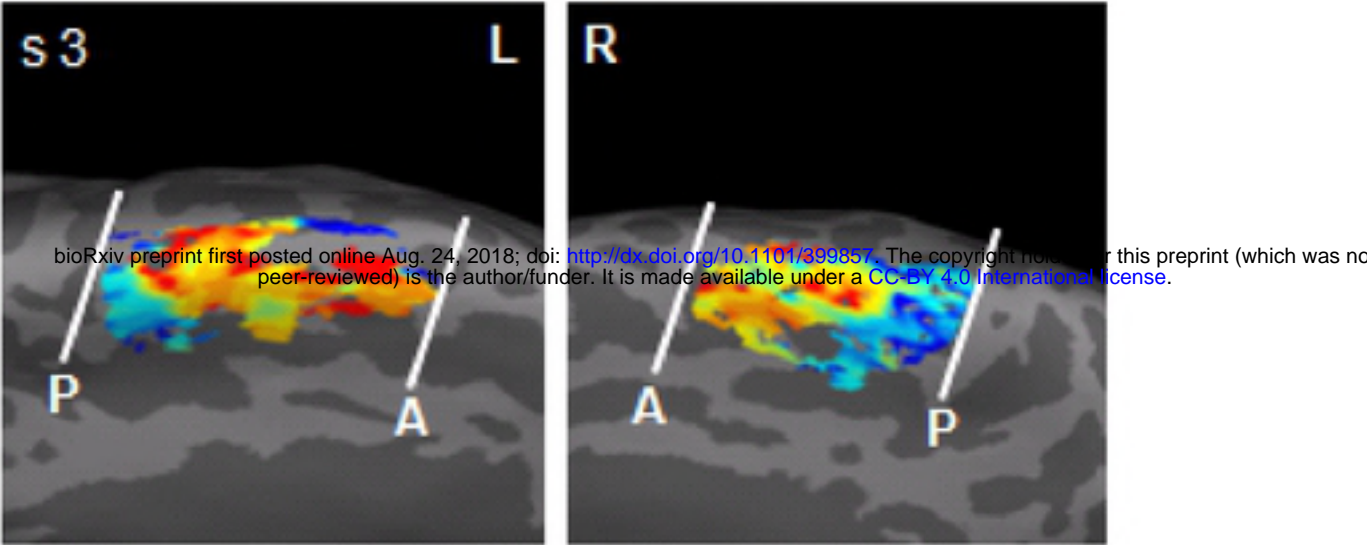 s 3
L
R
bioRxiv preprint first posted online Aug. 24, 2018; doi: http://dx.doi.org/10.1101/399857. The copyright r this preprint (which was no
peer-reviewed) is the author/funder. It is made available under a CC-BY 4.0 International license.
P
A
A
P